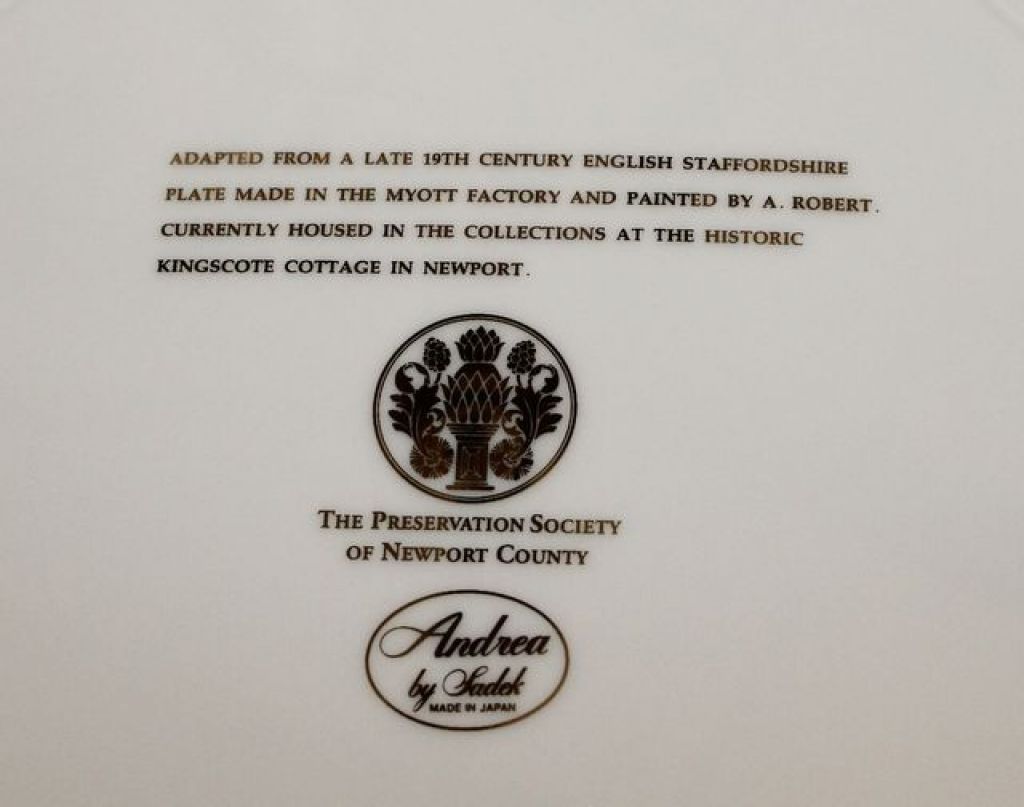 ADAPTED FROM A LATE 19TH CENTURY ENGLISH STAFFORDSHIRE
PLATE MADE IN THE MYOTT FACTORY AND PAINTED BY A. ROBERT.
CURRENTLY HOUSED IN THE COLLECTIONS AT THE HISTORIC
KINGSCOTE COTTAGE IN NEWPORT.
THE PRESERVATION SOCIETY
OF NEWPORT COUNTY
Andrea
by Sadek
MADE IN JAPAN